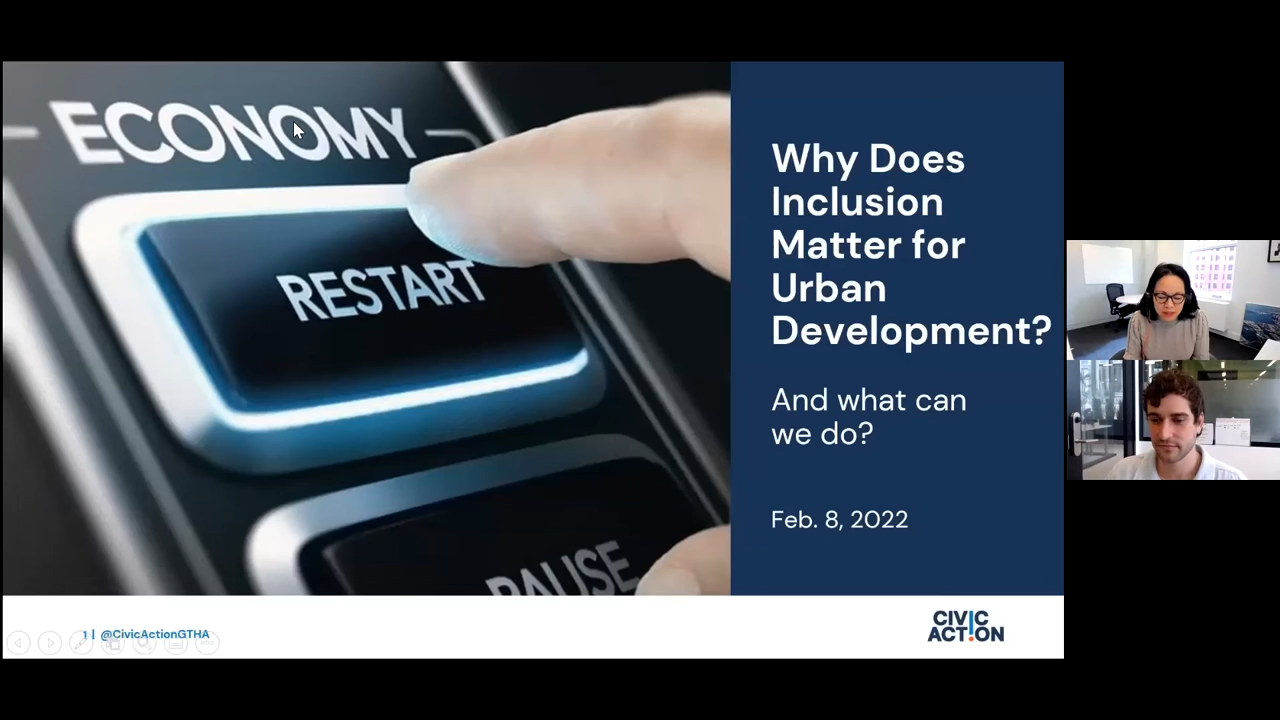 ECONOMY
RESTART
PAUSE
Why Does
Inclusion
Matter for
Urban
Development?
And what can
we do?
Feb. 8, 2022
1 | @CivicActionGTHA
CIVIC
ACTION